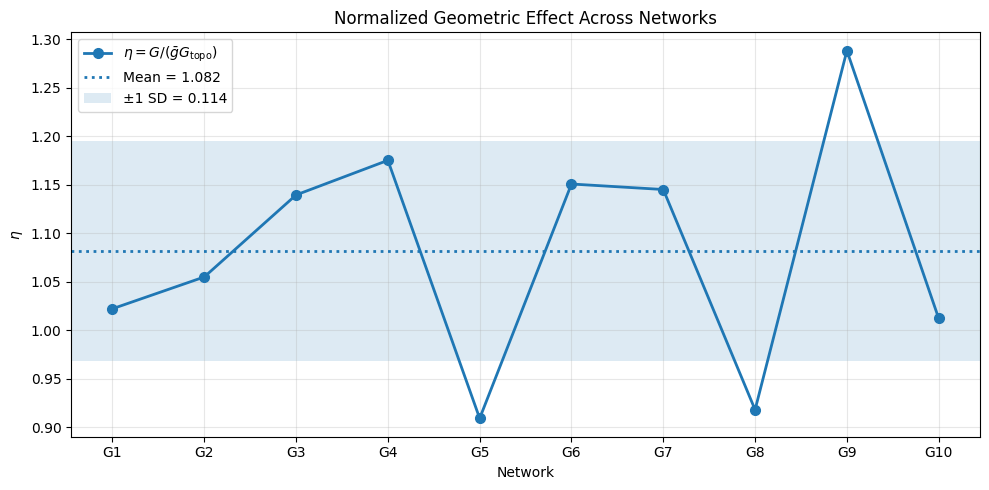 Normalized Geometric Effect Across Networks
η = G/(ḡG_topo)
Mean = 1.082
±1 SD = 0.114
1.30
1.25
1.20
1.15
1.10
1.05
1.00
0.95
0.90
η
G1 G2 G3 G4 G5 G6 G7 G8 G9 G10
Network